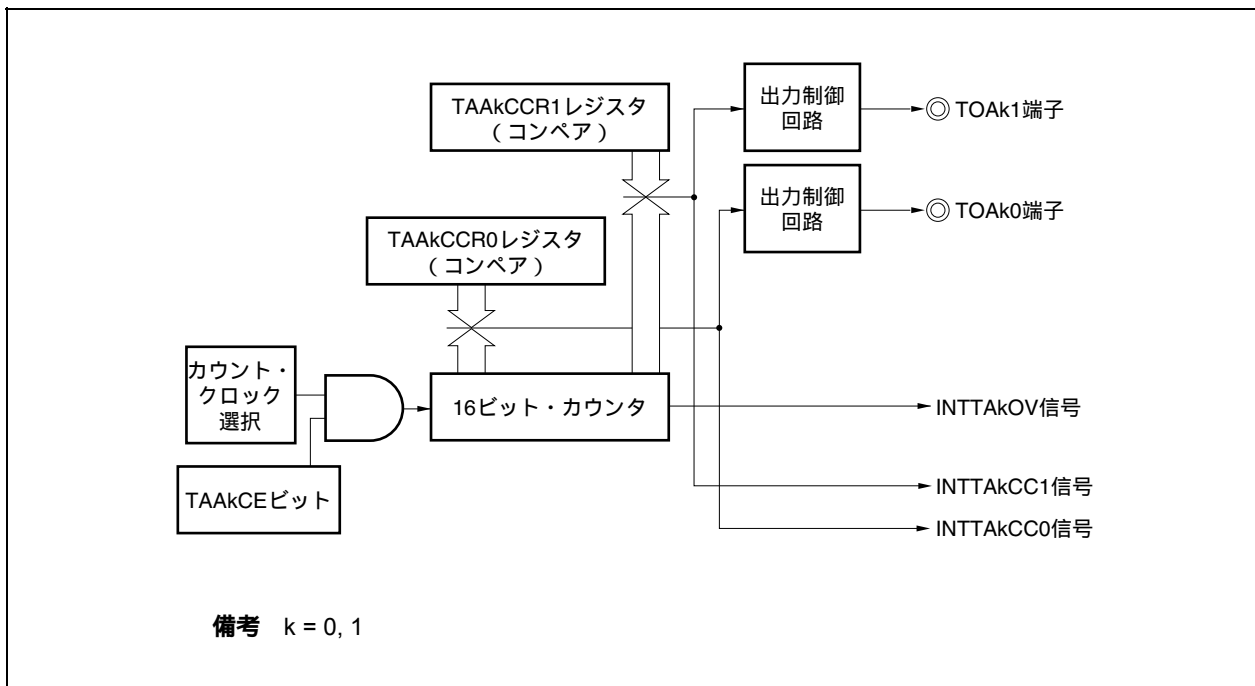 TAAkCCR1レジスタ
（コンペア）
出力制御
回路
TOAk1端子
出力制御
回路
TOAk0端子
TAAkCCR0レジスタ
（コンペア）
カウント・
クロック
選択
16ビット・カウンタ
INTTAkOV信号
TAAkCEビット
INTTAkCC1信号
INTTAkCC0信号
備考 k = 0, 1